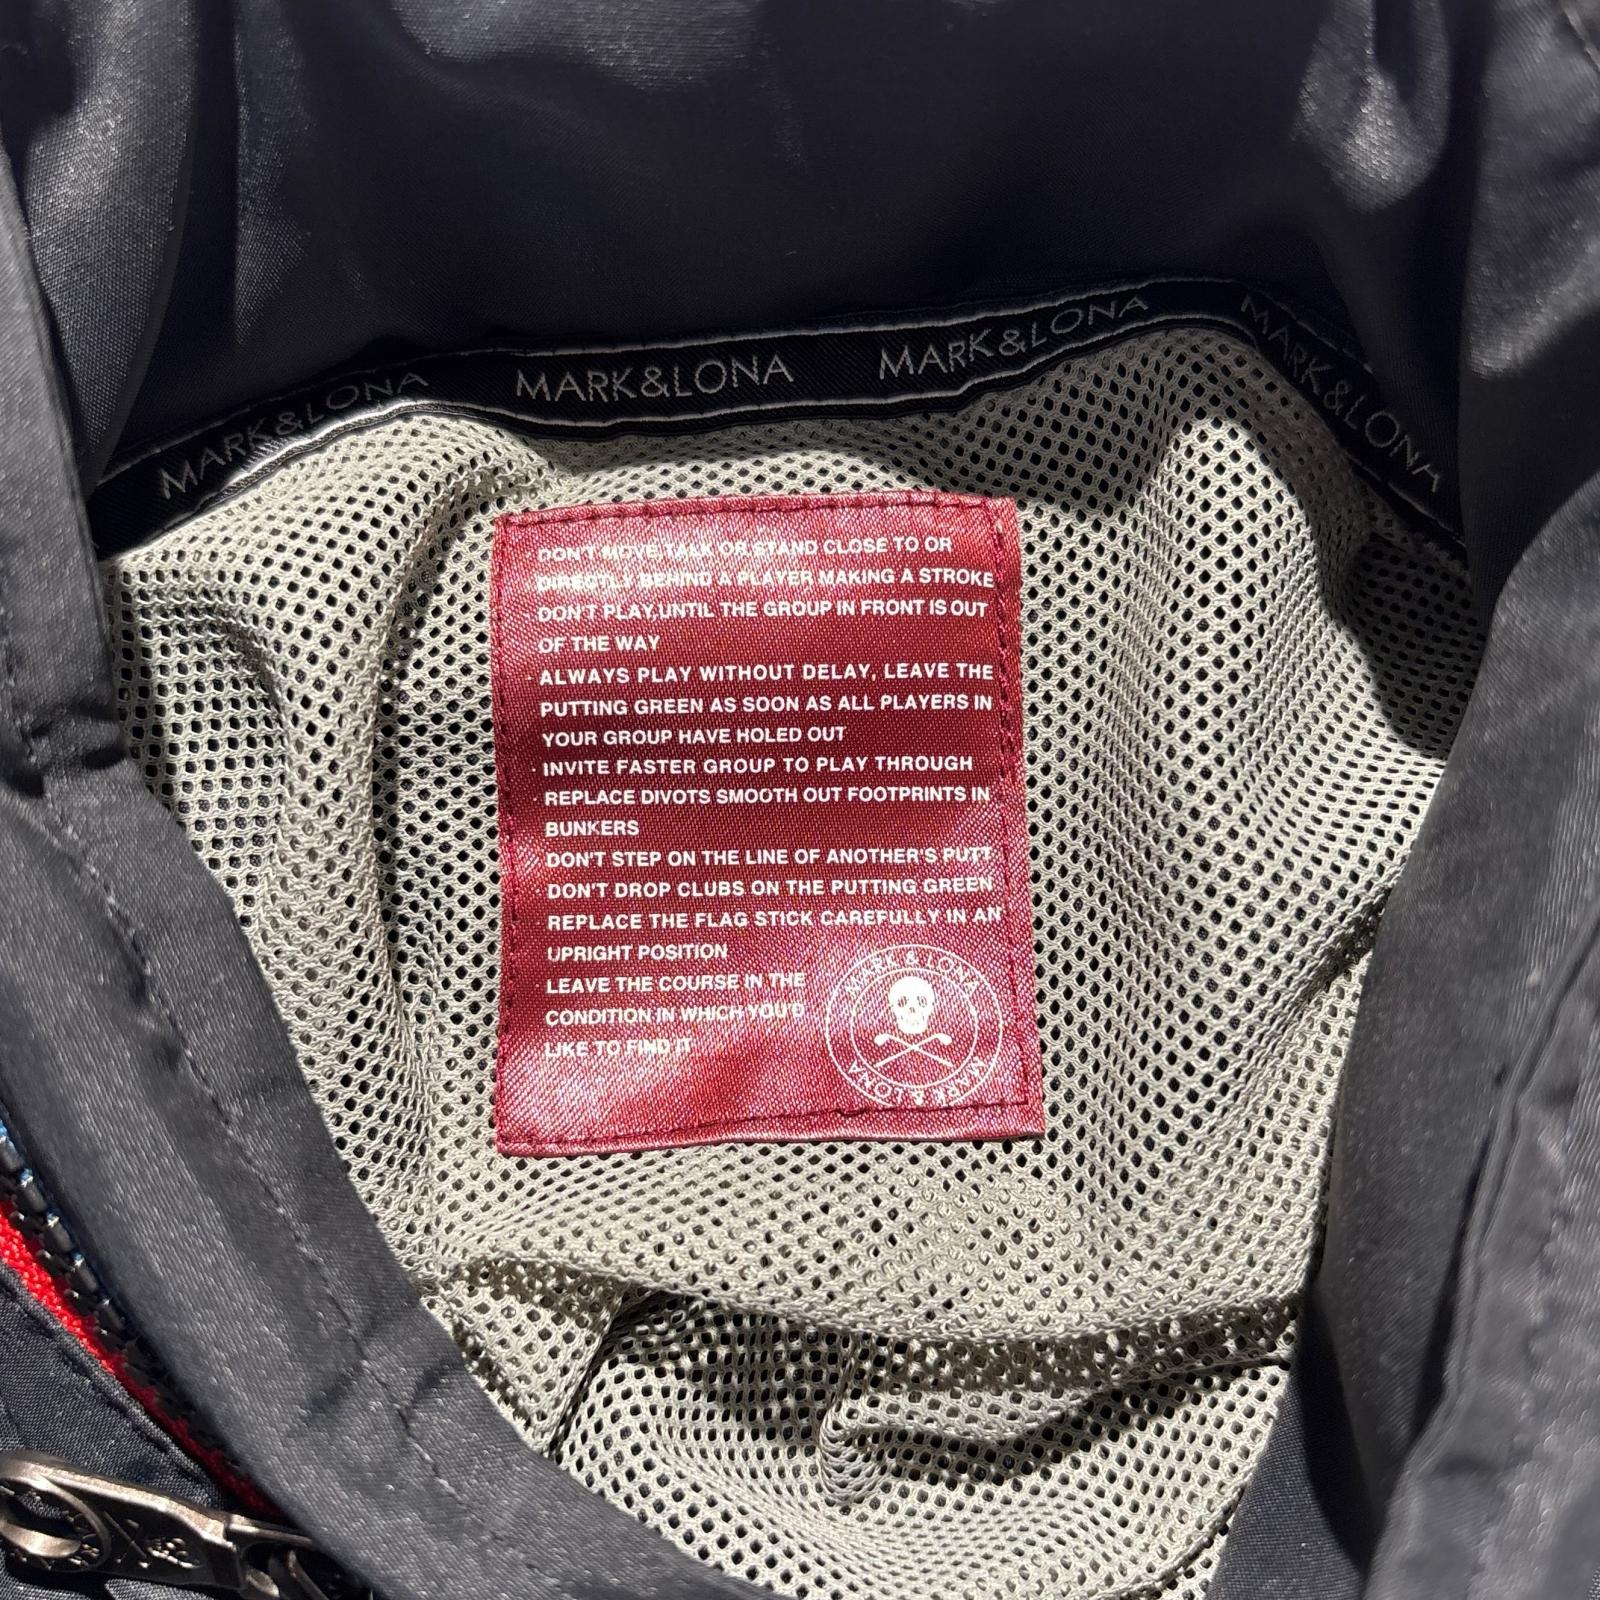 MARK&LONA MARK&LONA MARK&LONA MARK&LONA
· DON'T MOVE,TALK OR STAND CLOSE TO OR
DIRECTLY BEHIND A PLAYER MAKING A STROKE
DON'T PLAY,UNTIL THE GROUP IN FRONT IS OUT
OF THE WAY
· ALWAYS PLAY WITHOUT DELAY, LEAVE THE
PUTTING GREEN AS SOON AS ALL PLAYERS IN
YOUR GROUP HAVE HOLED OUT
· INVITE FASTER GROUP TO PLAY THROUGH
· REPLACE DIVOTS SMOOTH OUT FOOTPRINTS IN
BUNKERS
DON'T STEP ON THE LINE OF ANOTHER'S PUTT
· DON'T DROP CLUBS ON THE PUTTING GREEN
REPLACE THE FLAG STICK CAREFULLY IN AN
UPRIGHT POSITION
LEAVE THE COURSE IN THE
CONDITION IN WHICH YOU'D
LIKE TO FIND IT
MARK & LONA
MARK & LONA